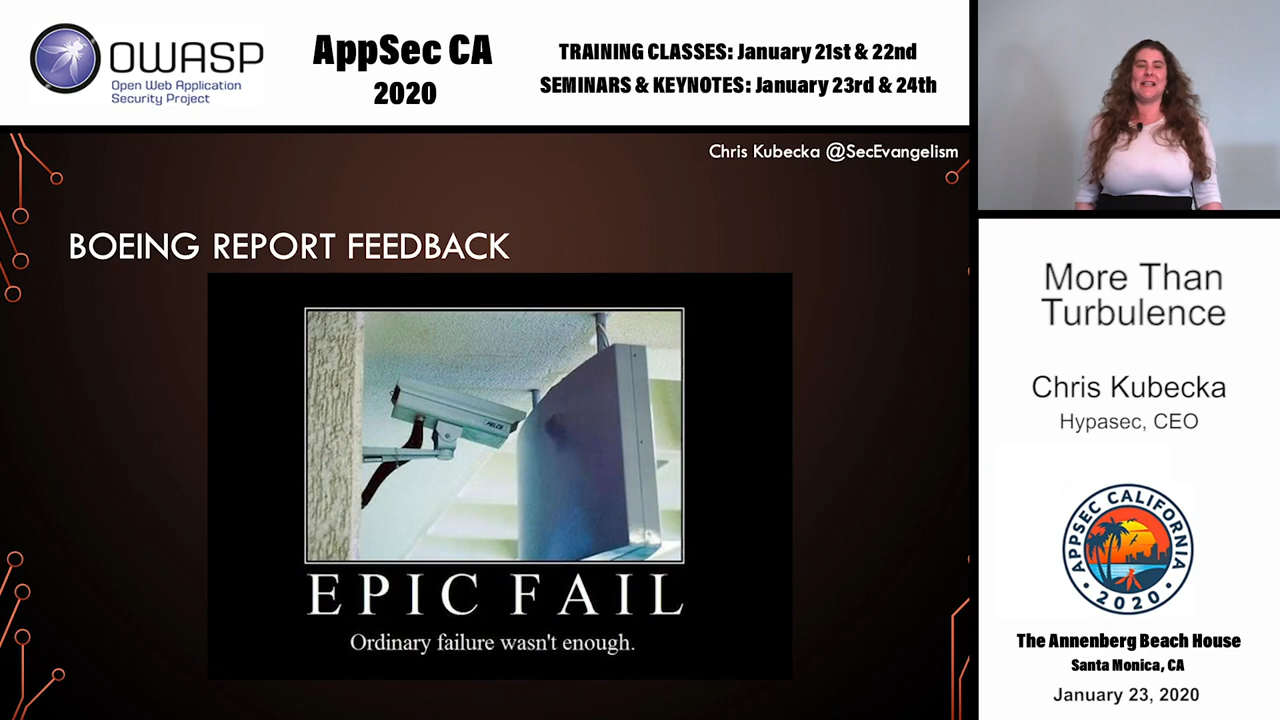 OWASP
Open Web Application
Security Project
AppSec CA
2020
TRAINING CLASSES: January 21st & 22nd
SEMINARS & KEYNOTES: January 23rd & 24th
Chris Kubecka @SecEvangelism
BOEING REPORT FEEDBACK
PELCO
EPIC FAIL
Ordinary failure wasn't enough.
More Than
Turbulence
Chris Kubecka
Hypasec, CEO
APPSEC CALIFORNIA
• 2020 •
The Annenberg Beach House
Santa Monica, CA
January 23, 2020